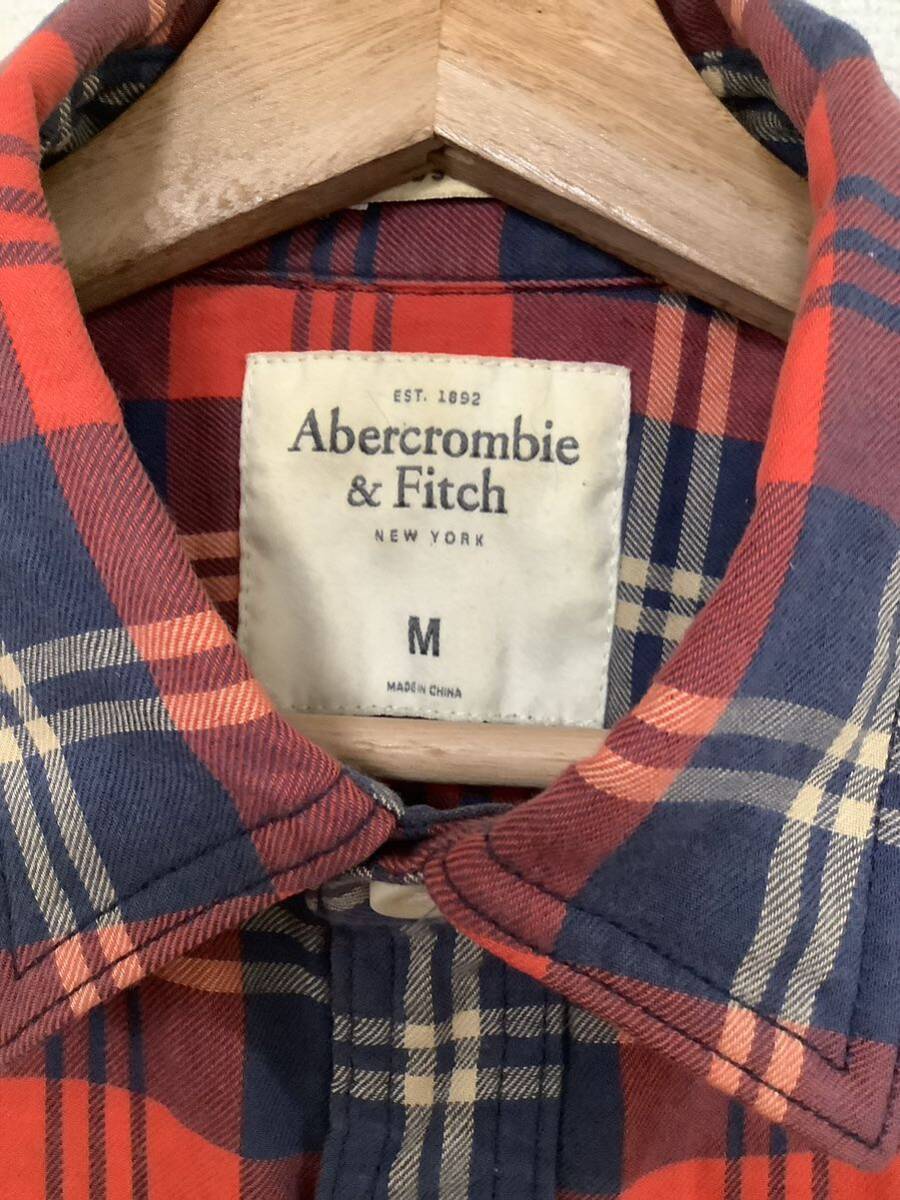 EST. 1892
Abercrombie
& Fitch
NEW YORK
M
MADE IN CHINA